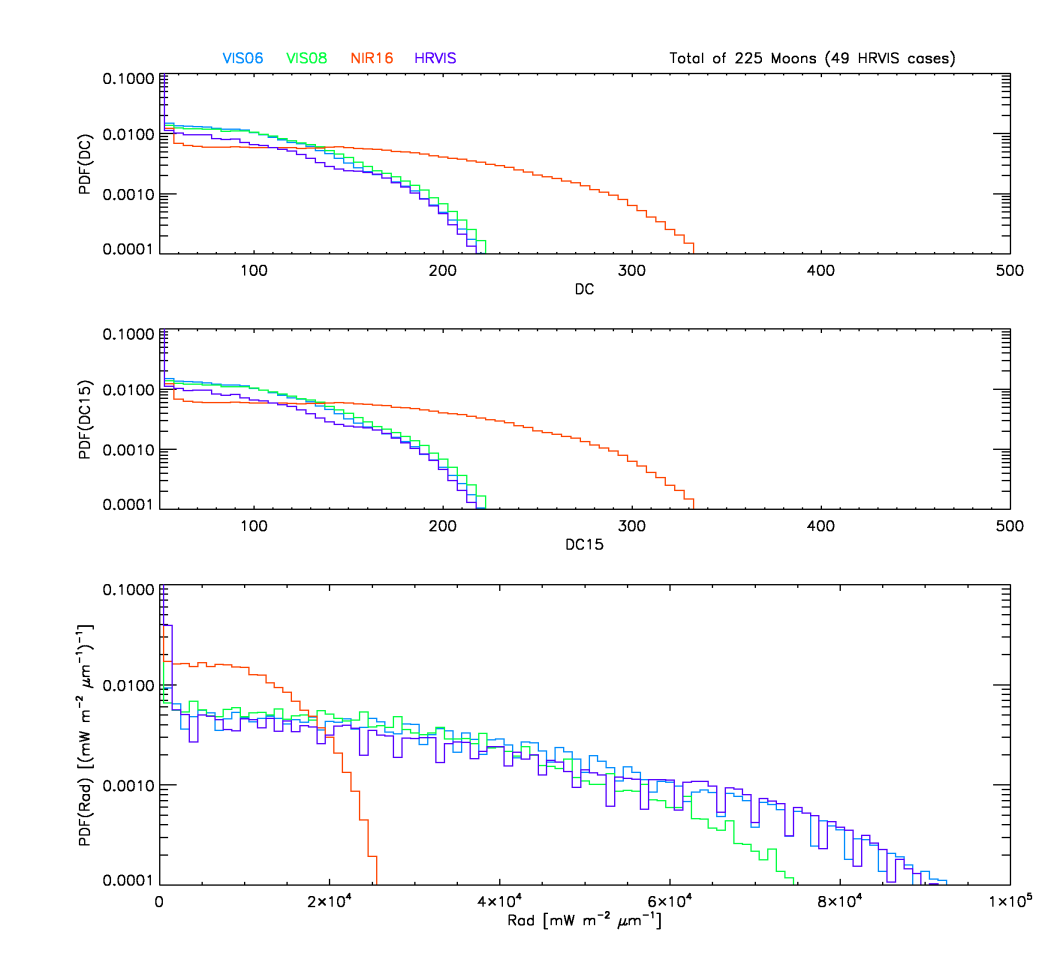 VIS06 VIS08 NIR16 HRVIS Total of 225 Moons (49 HRVIS cases)
0.1000
0.0100
0.0010
0.0001
PDF(DC)
100 200 300 400 500
DC
0.1000
0.0100
0.0010
0.0001
PDF(DC15)
100 200 300 400 500
DC15
0.1000
0.0100
0.0010
0.0001
PDF(Rad) [(mW m⁻² μm⁻¹)⁻¹]
0 2×10⁴ 4×10⁴ 6×10⁴ 8×10⁴ 1×10⁵
Rad [mW m⁻² μm⁻¹]